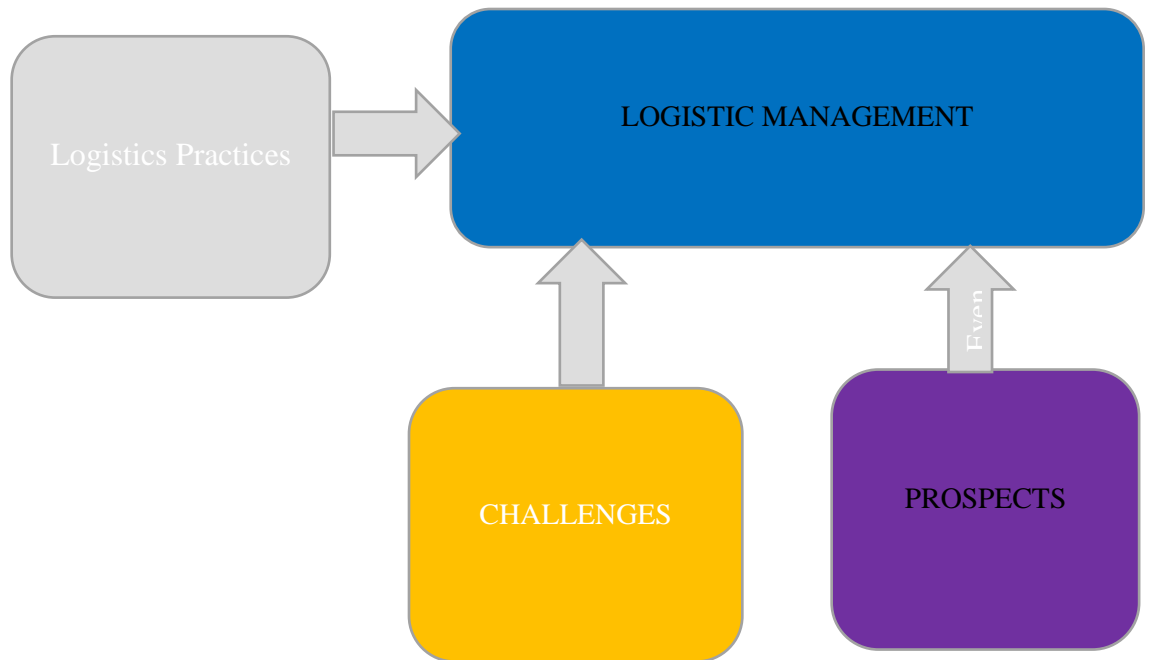 LOGISTIC MANAGEMENT
Logistics Practices
Even
PROSPECTS
CHALLENGES